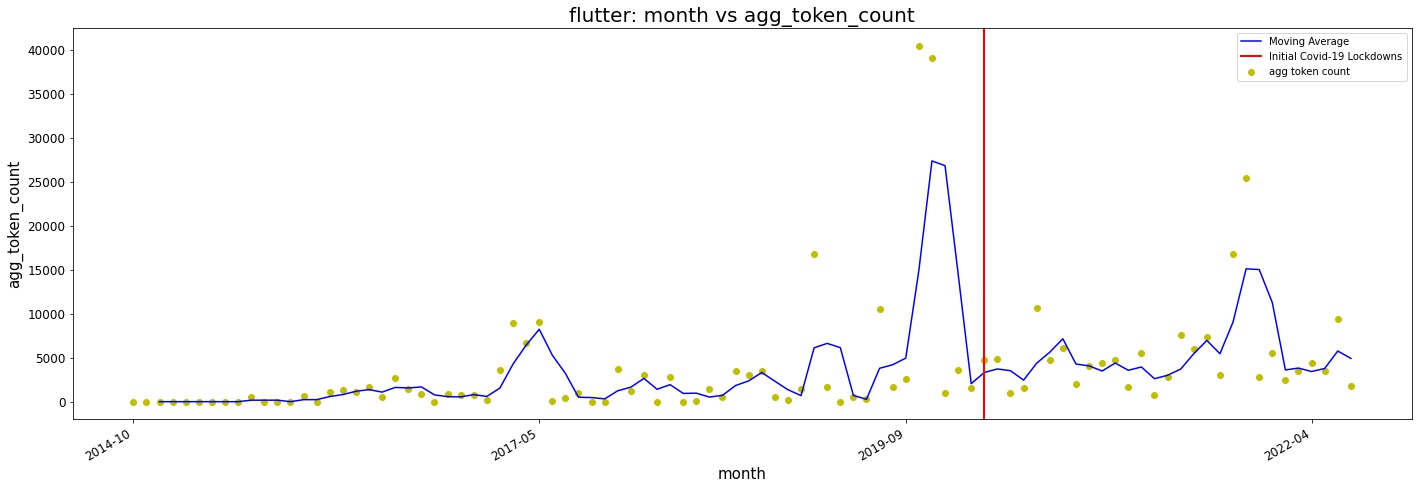 flutter: month vs agg_token_count
Moving Average
Initial Covid-19 Lockdowns
agg token count
40000
35000
30000
25000
20000
15000
10000
5000
0
agg_token_count
2014-10
2017-05
2019-09
2022-04
month